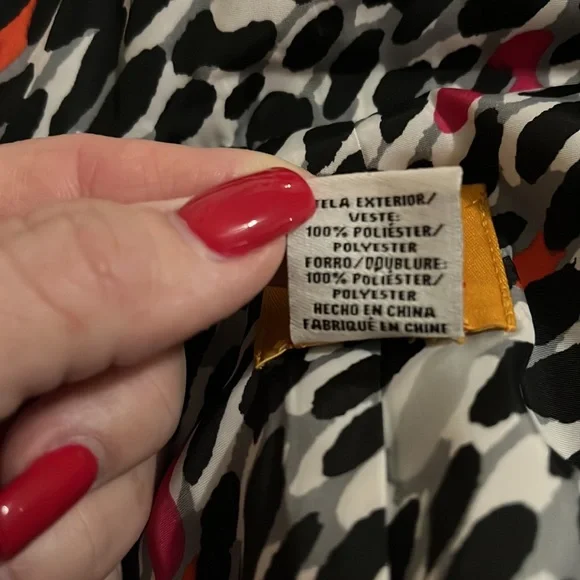 TELA EXTERIOR/
VESTE:
100% POLIÉSTER/
POLYESTER
FORRO/DOUBLURE:
100% POLIÉSTER/
POLYESTER
HECHO EN CHINA
FABRIQUÉ EN CHINE